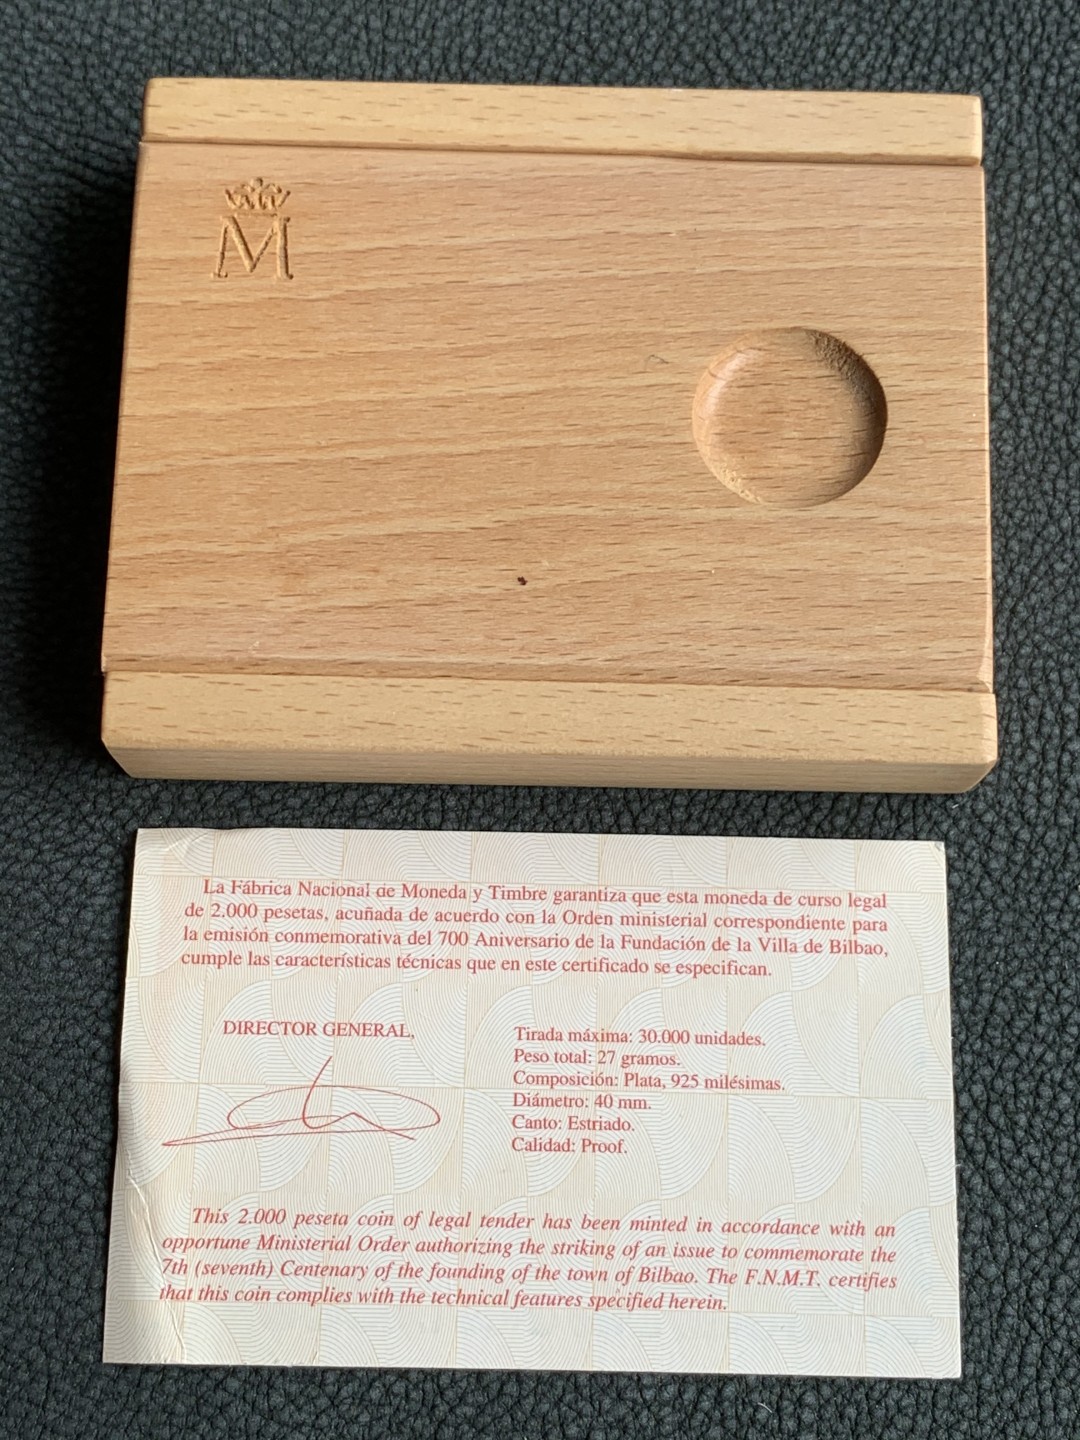 M
La Fábrica Nacional de Moneda y Timbre garantiza que esta moneda de curso legal
de 2.000 pesetas, acuñada de acuerdo con la Orden ministerial correspondiente para
la emisión conmemorativa del 700 Aniversario de la Fundación de la Villa de Bilbao,
cumple las características técnicas que en este certificado se especifican.
DIRECTOR GENERAL,
Tirada máxima: 30.000 unidades.
Peso total: 27 gramos.
Composición: Plata, 925 milésimas.
Diámetro: 40 mm.
Canto: Estriado.
Calidad: Proof.
This 2.000 peseta coin of legal tender has been minted in accordance with an
opportune Ministerial Order authorizing the striking of an issue to commemorate the
7th (seventh) Centenary of the founding of the town of Bilbao. The F.N.M.T. certifies
that this coin complies with the technical features specified herein.